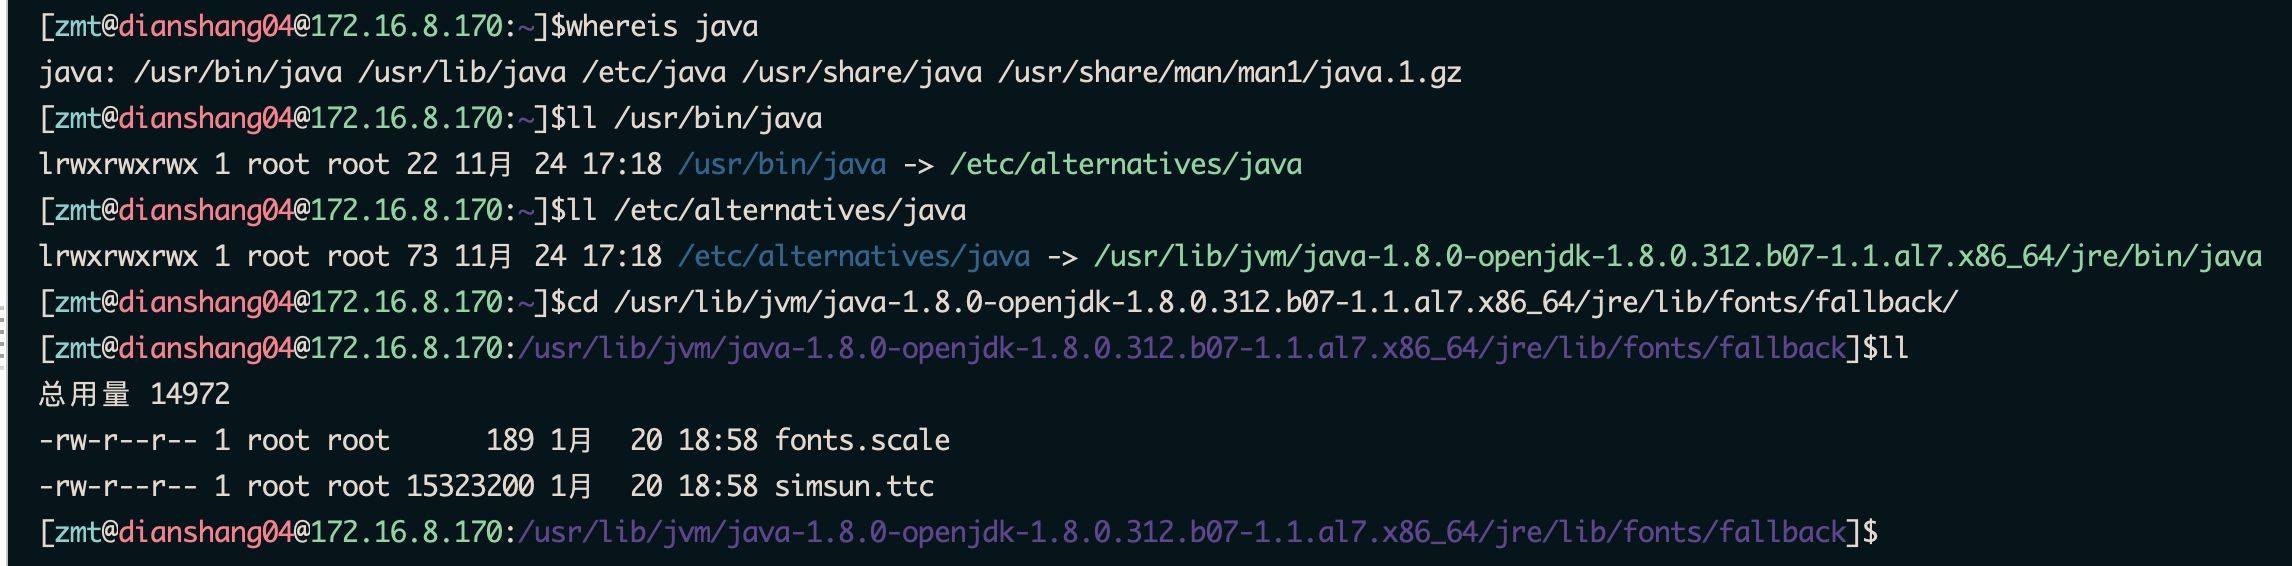 [zmt@dianshang04@172.16.8.170:~]$whereis java
java: /usr/bin/java /usr/lib/java /etc/java /usr/share/java /usr/share/man/man1/java.1.gz
[zmt@dianshang04@172.16.8.170:~]$ll /usr/bin/java
lrwxrwxrwx 1 root root 22 11月 24 17:18 /usr/bin/java -> /etc/alternatives/java
[zmt@dianshang04@172.16.8.170:~]$ll /etc/alternatives/java
lrwxrwxrwx 1 root root 73 11月 24 17:18 /etc/alternatives/java -> /usr/lib/jvm/java-1.8.0-openjdk-1.8.0.312.b07-1.1.al7.x86_64/jre/bin/java
[zmt@dianshang04@172.16.8.170:~]$cd /usr/lib/jvm/java-1.8.0-openjdk-1.8.0.312.b07-1.1.al7.x86_64/jre/lib/fonts/fallback/
[zmt@dianshang04@172.16.8.170:/usr/lib/jvm/java-1.8.0-openjdk-1.8.0.312.b07-1.1.al7.x86_64/jre/lib/fonts/fallback]$ll
总用量 14972
-rw-r--r-- 1 root root      189 1月  20 18:58 fonts.scale
-rw-r--r-- 1 root root 15323200 1月  20 18:58 simsun.ttc
[zmt@dianshang04@172.16.8.170:/usr/lib/jvm/java-1.8.0-openjdk-1.8.0.312.b07-1.1.al7.x86_64/jre/lib/fonts/fallback]$